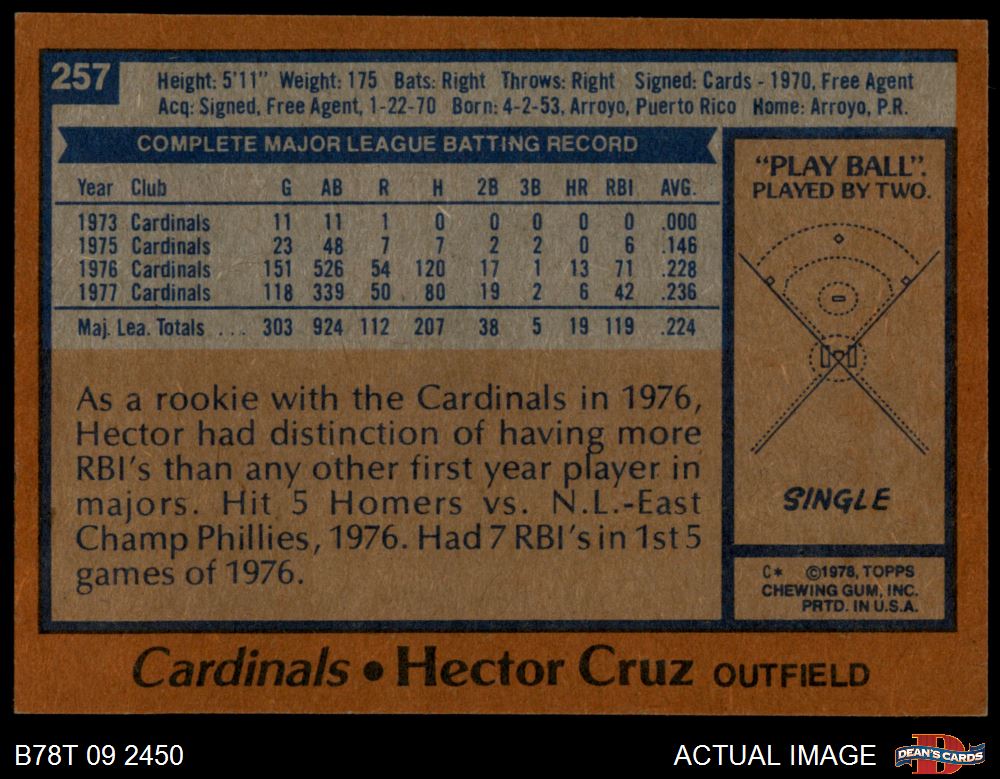 257
Height: 5'11" Weight: 175 Bats: Right Throws: Right Signed: Cards - 1970, Free Agent
Acq: Signed, Free Agent, 1-22-70 Born: 4-2-53, Arroyo, Puerto Rico Home: Arroyo, P.R.
COMPLETE MAJOR LEAGUE BATTING RECORD
Year Club G AB R H 2B 3B HR RBI AVG.
1973 Cardinals 11 11 1 0 0 0 0 0 .000
1975 Cardinals 23 48 7 7 2 2 0 6 .146
1976 Cardinals 151 526 54 120 17 1 13 71 .228
1977 Cardinals 118 339 50 80 19 2 6 42 .236
Maj. Lea. Totals ... 303 924 112 207 38 5 19 119 .224
As a rookie with the Cardinals in 1976,
Hector had distinction of having more
RBI's than any other first year player in
majors. Hit 5 Homers vs. N.L.-East
Champ Phillies, 1976. Had 7 RBI's in 1st 5
games of 1976.
"PLAY BALL".
PLAYED BY TWO.
SINGLE
C* ©1978, TOPPS
CHEWING GUM, INC.
PRTD. IN U.S.A.
Cardinals • Hector Cruz OUTFIELD
B78T 09 2450
ACTUAL IMAGE
D
DEAN'S CARDS